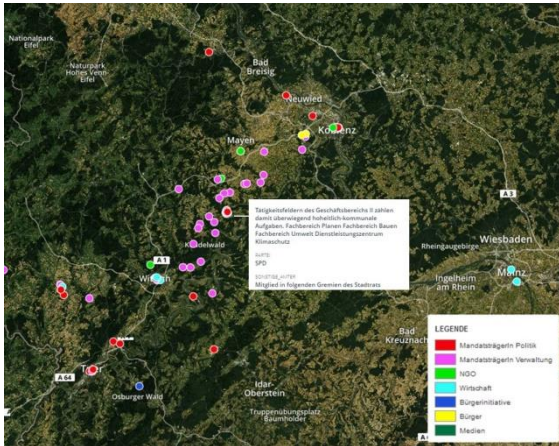 Nationalpark
Eifel
Naturpark
Hohes Venn-
Eifel
Bad
Breisig
Neuwied
Koblenz
Mayen
A 3
Tätigkeitsfeldern des Geschäftsbereichs II zählen
damit überwiegend hoheitlich-kommunale
Aufgaben. Fachbereich Planen Fachbereich Bauen
Fachbereich Umwelt Dienstleistungszentrum
Klimaschutz
PARTEI
SPD
SONSTIGE_AMTER
Mitglied in folgenden Gremien des Stadtrats
Wiesbaden
Rheingaugebirge
A 1
Mainz
Ingelheim
am Rhein
Bad
Kreuznach
A 64
Osburger Wald
Idar-
Oberstein
Truppenübungsplatz
Baumholder
LEGENDE
MandatsträgerIn Politik
MandatsträgerIn Verwaltung
NGO
Wirtschaft
Bürgerinitiative
Bürger
Medien